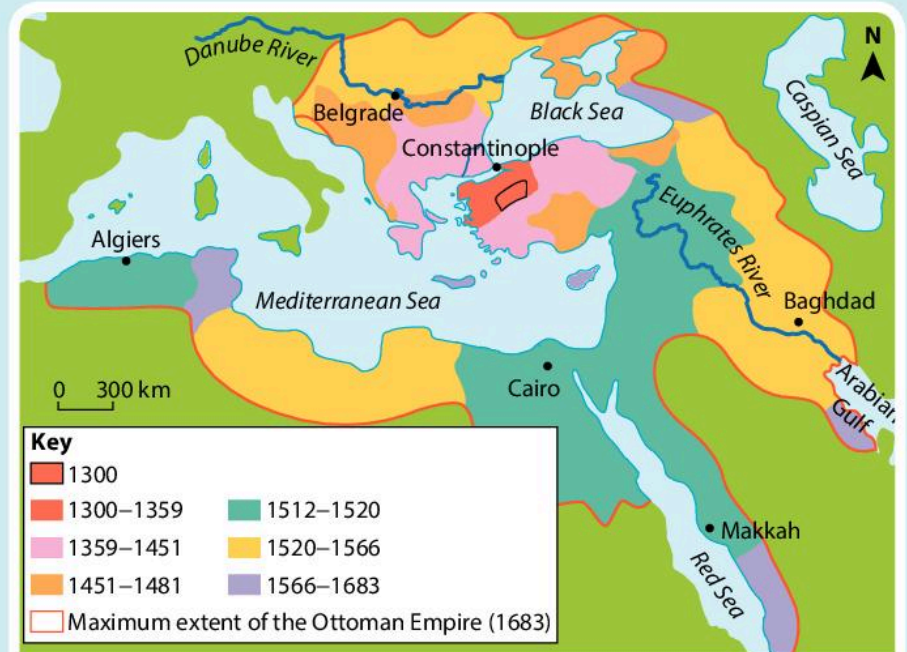 N
Danube River
Belgrade
Black Sea
Caspian Sea
Constantinople
Euphrates River
Algiers
Mediterranean Sea
Baghdad
0 300 km
Cairo
Arabian
Gulf
Makkah
Red Sea
Key
1300
1300–1359
1359–1451
1451–1481
1512–1520
1520–1566
1566–1683
Maximum extent of the Ottoman Empire (1683)